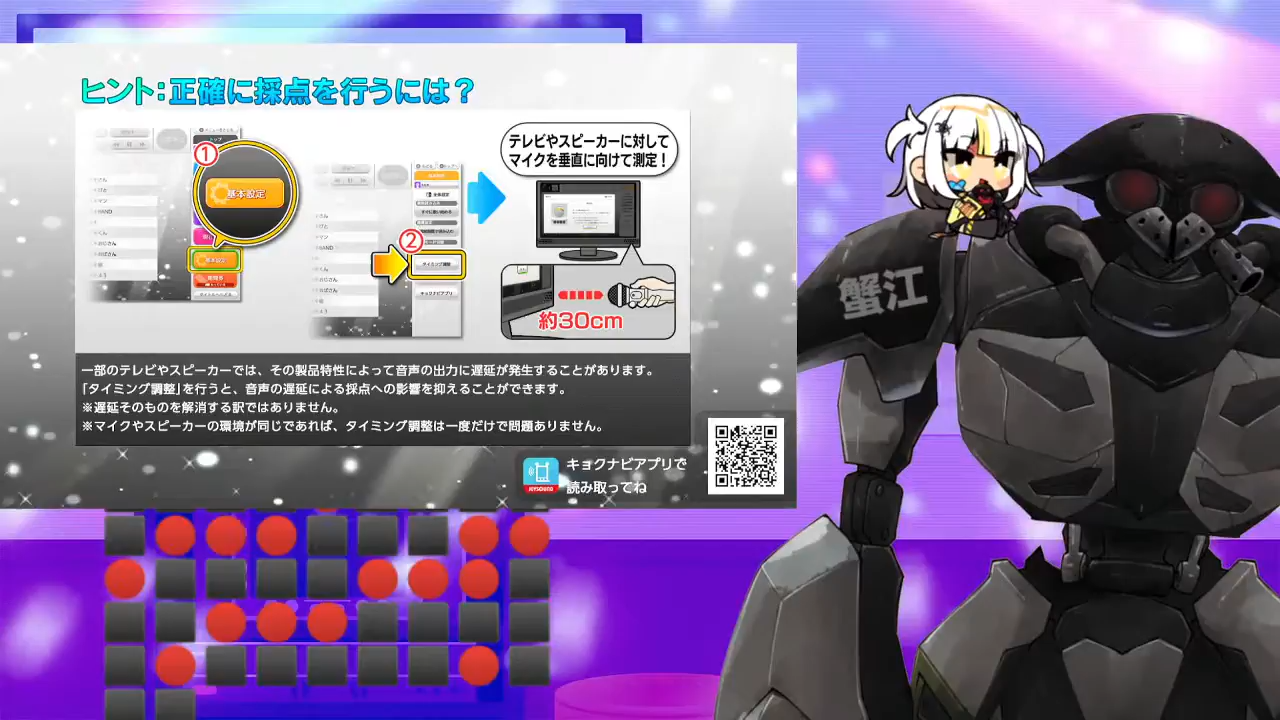 ヒント:正確に採点を行うには?
①
基本設定
②
タイミング調整
キョクナビアプリ
テレビやスピーカーに対して
マイクを垂直に向けて測定!
約30cm
一部のテレビやスピーカーでは、その製品特性によって音声の出力に遅延が発生することがあります。
「タイミング調整」を行うと、音声の遅延による採点への影響を抑えることができます。
※遅延そのものを解消する訳ではありません。
※マイクやスピーカーの環境が同じであれば、タイミング調整は一度だけで問題ありません。
JOYSOUND
キョクナビアプリで
読み取ってね
蟹江